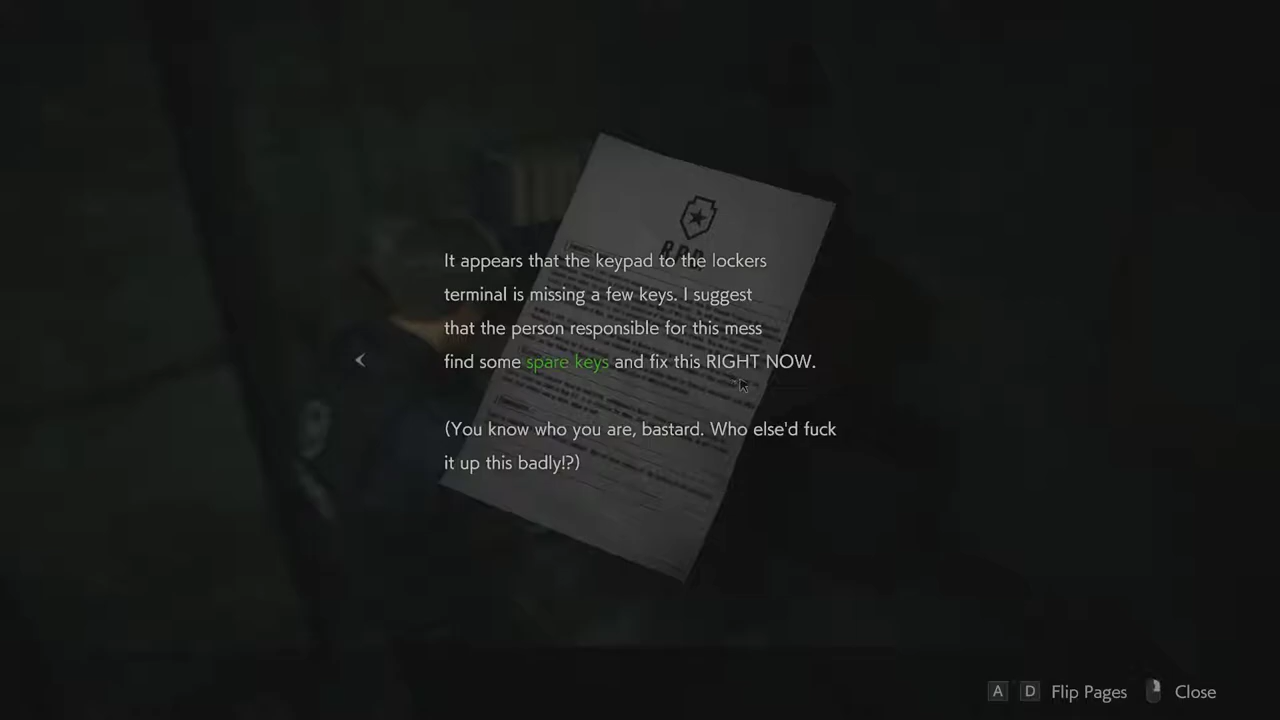 It appears that the keypad to the lockers
terminal is missing a few keys. I suggest
that the person responsible for this mess
find some spare keys and fix this RIGHT NOW.
(You know who you are, bastard. Who else'd fuck
it up this badly!?)
A D Flip Pages Close